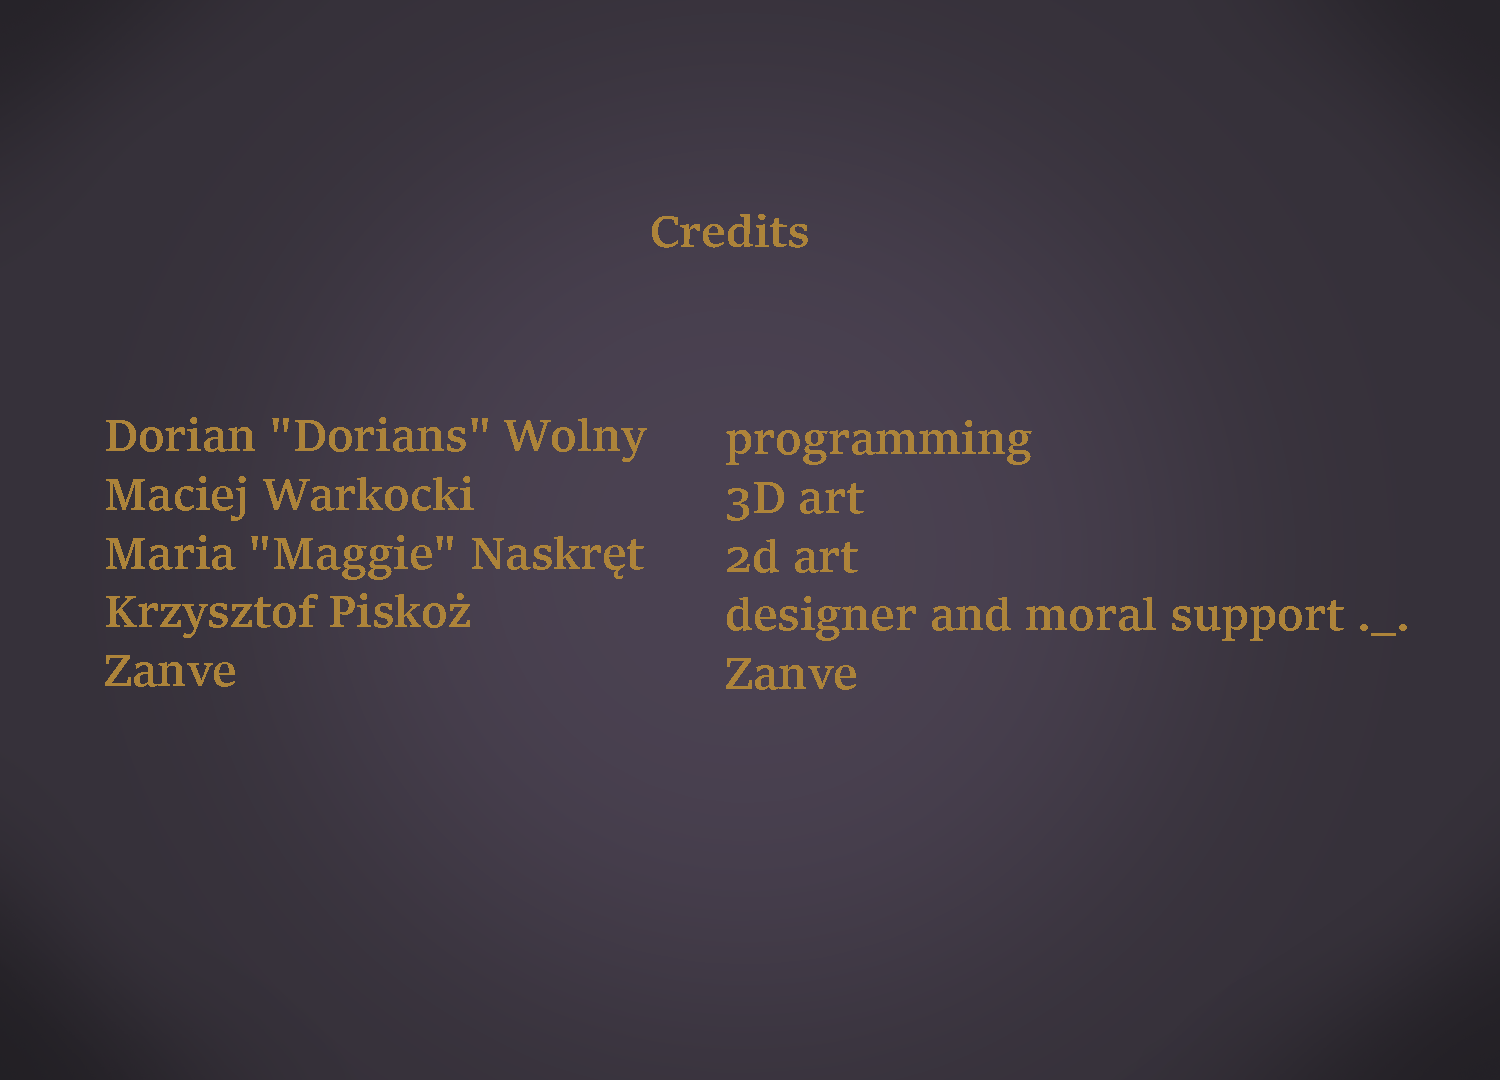 Credits
Dorian "Dorians" Wolny programming
Maciej Warkocki 3D art
Maria "Maggie" Naskręt 2d art
Krzysztof Piskoż designer and moral support ._.
Zanve Zanve